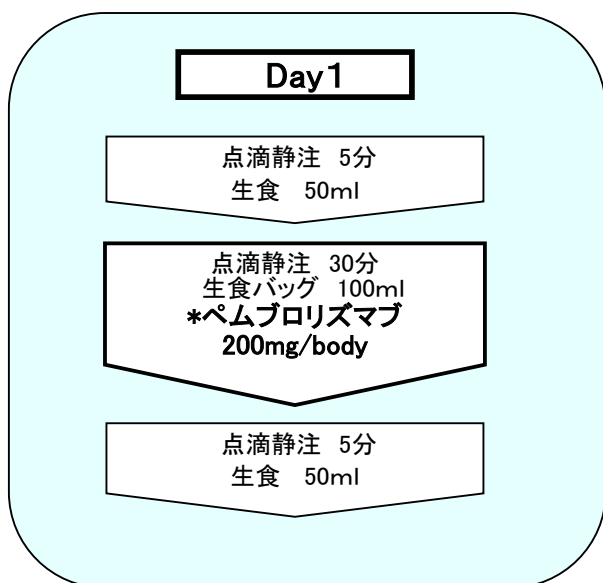 Day1
点滴静注 5分
生食 50ml
点滴静注 30分
生食バッグ 100ml
*ペムブロリズマブ
200mg/body
点滴静注 5分
生食 50ml